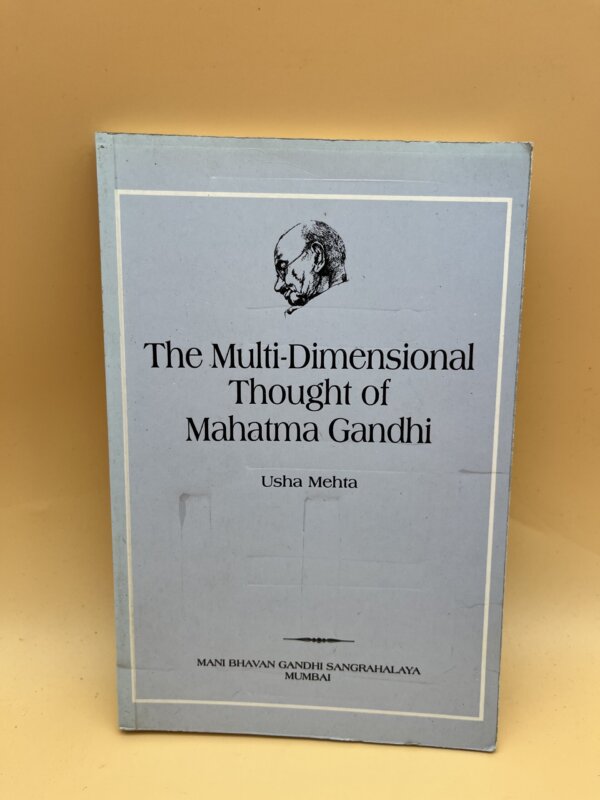 The Multi-Dimensional
Thought of
Mahatma Gandhi
Usha Mehta
MANI BHAVAN GANDHI SANGRAHALAYA
MUMBAI